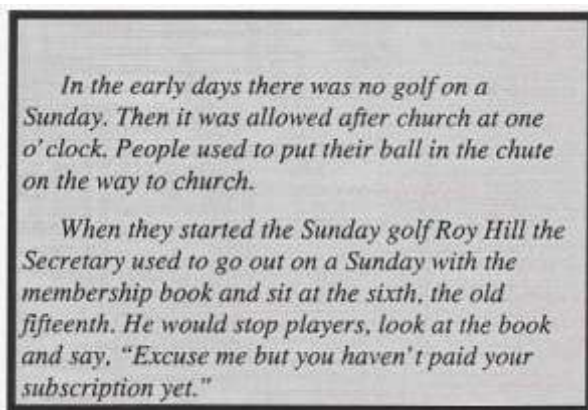 In the early days there was no golf on a
Sunday. Then it was allowed after church at one
o'clock. People used to put their ball in the chute
on the way to church.
When they started the Sunday golf Roy Hill the
Secretary used to go out on a Sunday with the
membership book and sit at the sixth, the old
fifteenth. He would stop players, look at the book
and say, “Excuse me but you haven't paid your
subscription yet.”